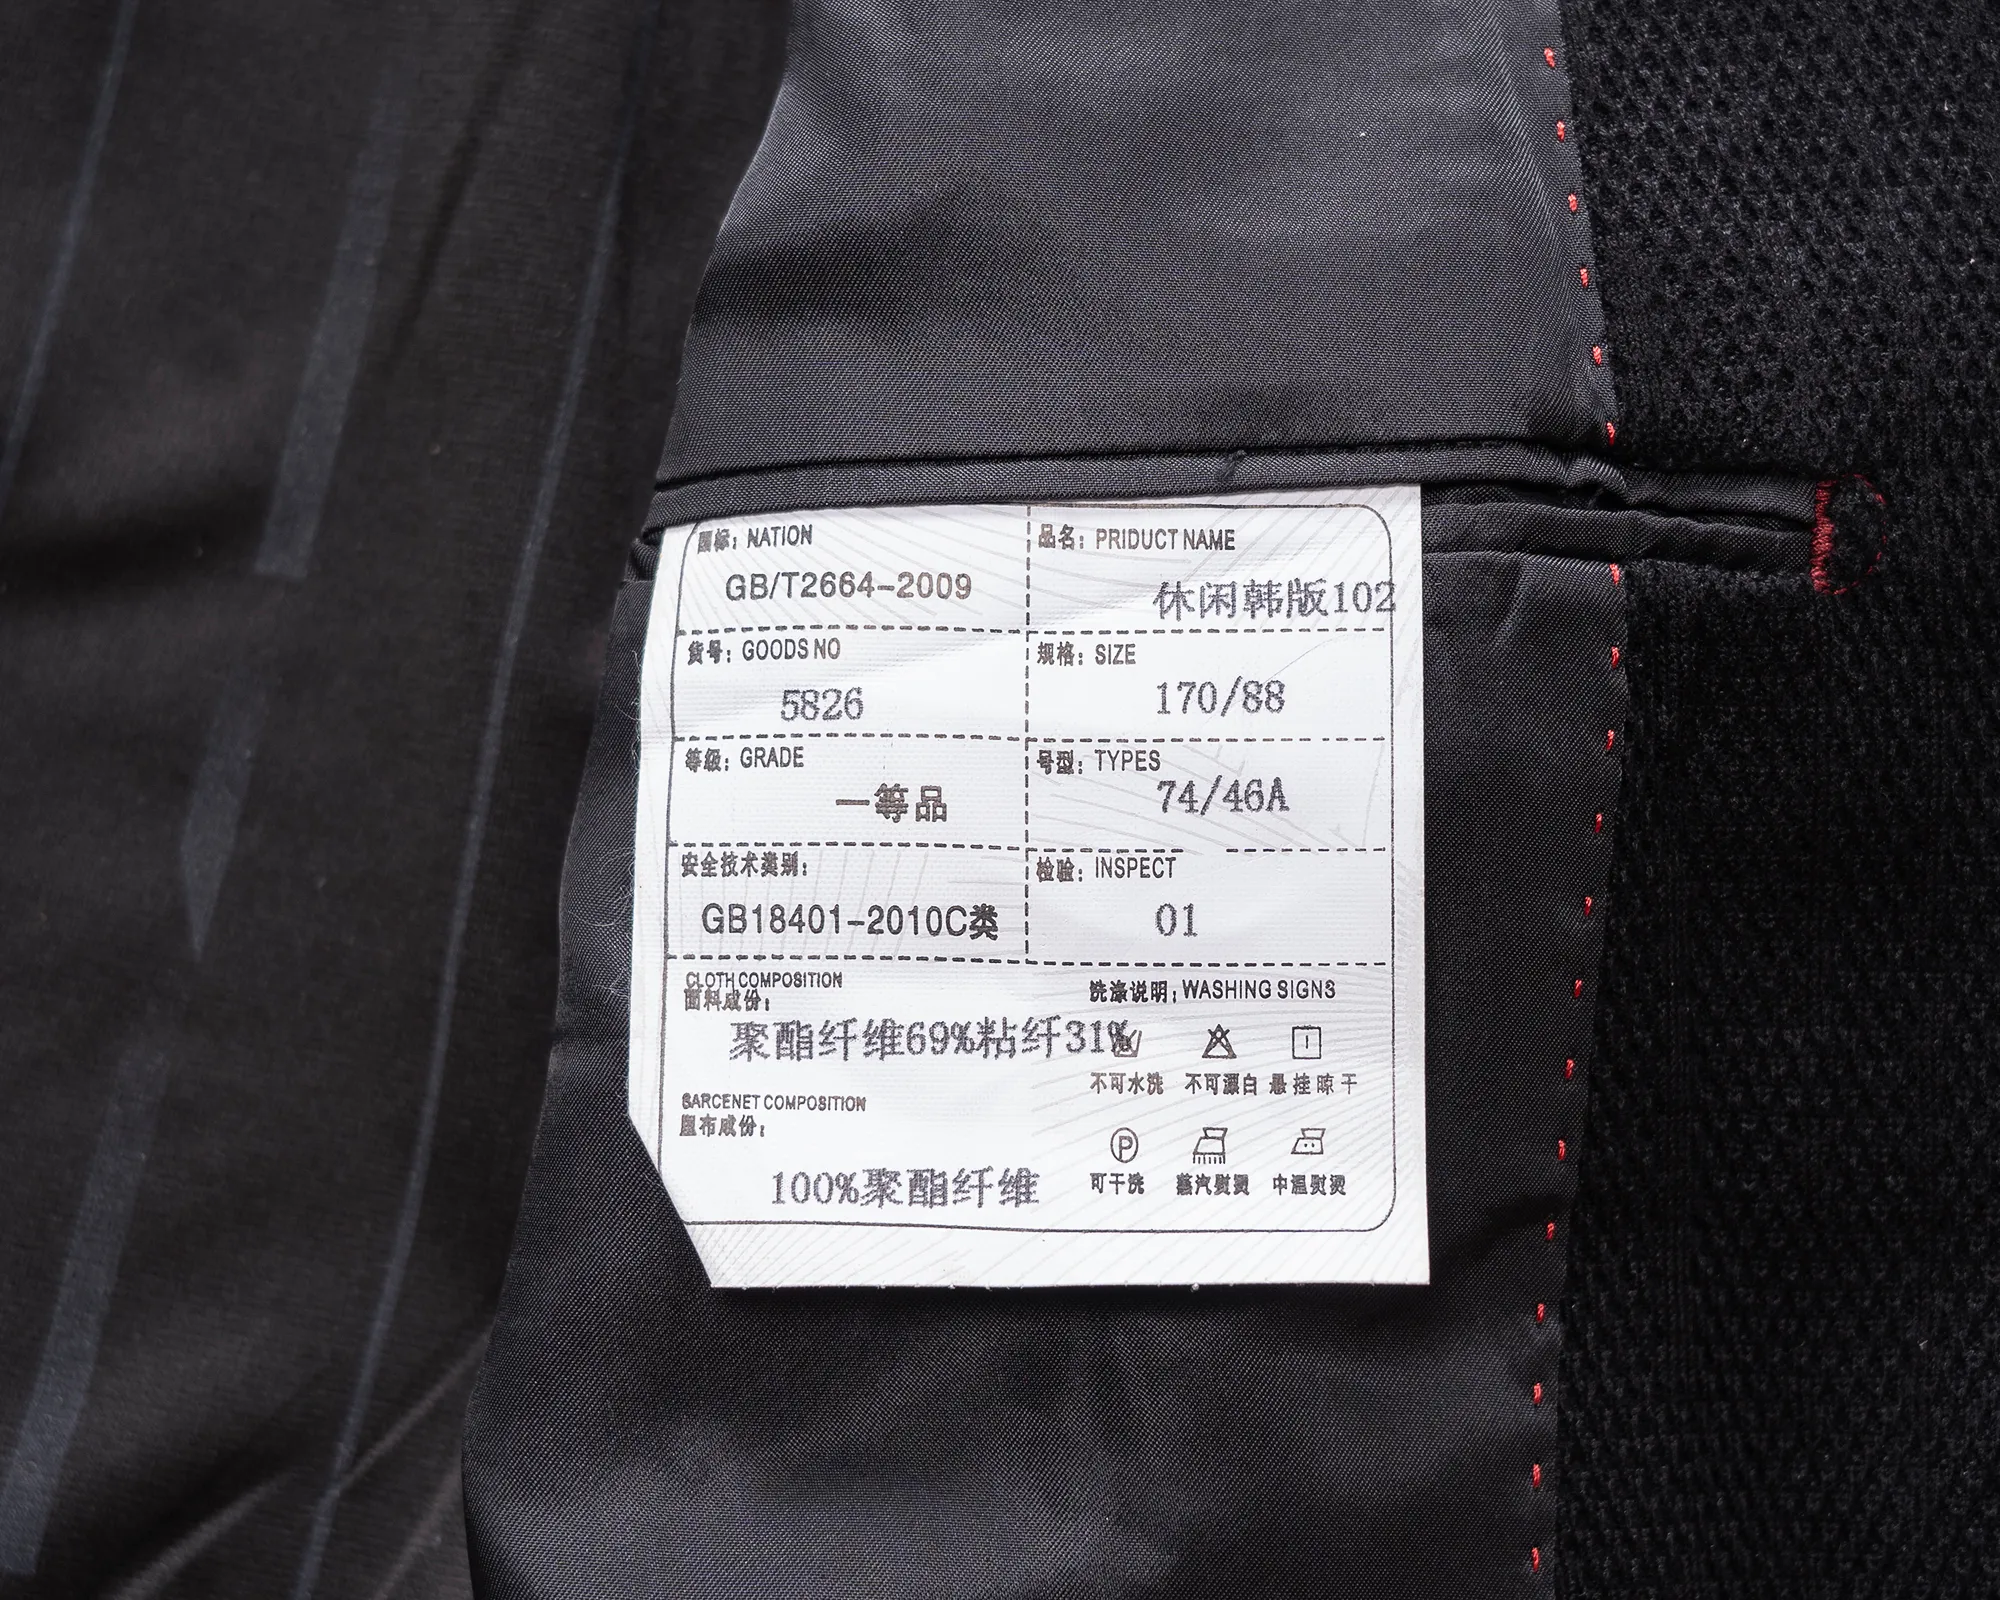 国标：NATION
GB/T2664-2009
品名：PRIDUCT NAME
休闲韩版102
货号：GOODS NO
5826
规格：SIZE
170/88
等级：GRADE
一等品
号型：TYPES
74/46A
安全技术类别：
GB18401-2010C类
检验：INSPECT
01
CLOTH COMPOSITION
面料成份：
聚酯纤维69%粘纤31%
SARCENET COMPOSITION
里布成份：
100%聚酯纤维
洗涤说明；WASHING SIGNS
不可水洗 不可漂白 悬挂晾干
P
可干洗 蒸汽熨烫 中温熨烫